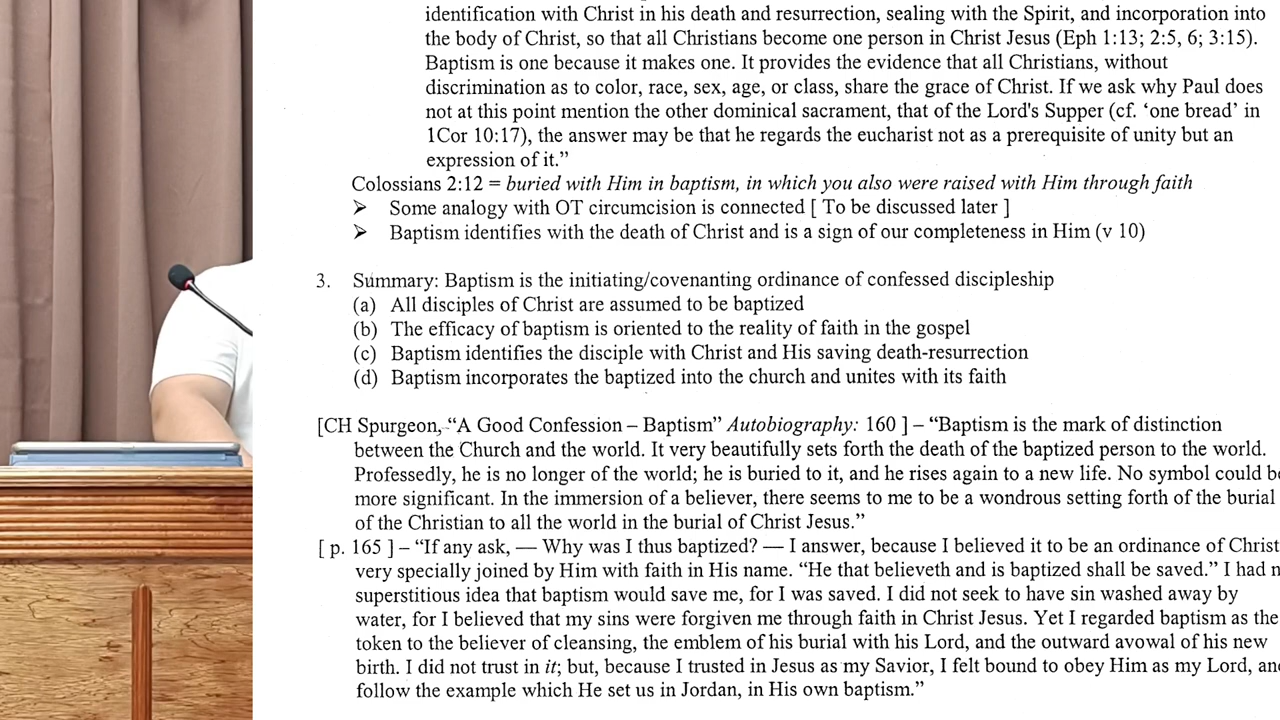 identification with Christ in his death and resurrection, sealing with the Spirit, and incorporation into
the body of Christ, so that all Christians become one person in Christ Jesus (Eph 1:13; 2:5, 6; 3:15).
Baptism is one because it makes one. It provides the evidence that all Christians, without
discrimination as to color, race, sex, age, or class, share the grace of Christ. If we ask why Paul does
not at this point mention the other dominical sacrament, that of the Lord's Supper (cf. ‘one bread’ in
1Cor 10:17), the answer may be that he regards the eucharist not as a prerequisite of unity but an
expression of it.”
Colossians 2:12 = buried with Him in baptism, in which you also were raised with Him through faith
➢ Some analogy with OT circumcision is connected [ To be discussed later ]
➢ Baptism identifies with the death of Christ and is a sign of our completeness in Him (v 10)
3. Summary: Baptism is the initiating/covenanting ordinance of confessed discipleship
(a) All disciples of Christ are assumed to be baptized
(b) The efficacy of baptism is oriented to the reality of faith in the gospel
(c) Baptism identifies the disciple with Christ and His saving death-resurrection
(d) Baptism incorporates the baptized into the church and unites with its faith
[CH Spurgeon, “A Good Confession – Baptism” Autobiography: 160 ] – “Baptism is the mark of distinction
between the Church and the world. It very beautifully sets forth the death of the baptized person to the world.
Professedly, he is no longer of the world; he is buried to it, and he rises again to a new life. No symbol could
more significant. In the immersion of a believer, there seems to me to be a wondrous setting forth of the burial
of the Christian to all the world in the burial of Christ Jesus.”
[ p. 165 ] – “If any ask, — Why was I thus baptized? — I answer, because I believed it to be an ordinance of Christ
very specially joined by Him with faith in His name. “He that believeth and is baptized shall be saved.” I had
superstitious idea that baptism would save me, for I was saved. I did not seek to have sin washed away by
water, for I believed that my sins were forgiven me through faith in Christ Jesus. Yet I regarded baptism as the
token to the believer of cleansing, the emblem of his burial with his Lord, and the outward avowal of his new
birth. I did not trust in it; but, because I trusted in Jesus as my Savior, I felt bound to obey Him as my Lord,
follow the example which He set us in Jordan, in His own baptism.”